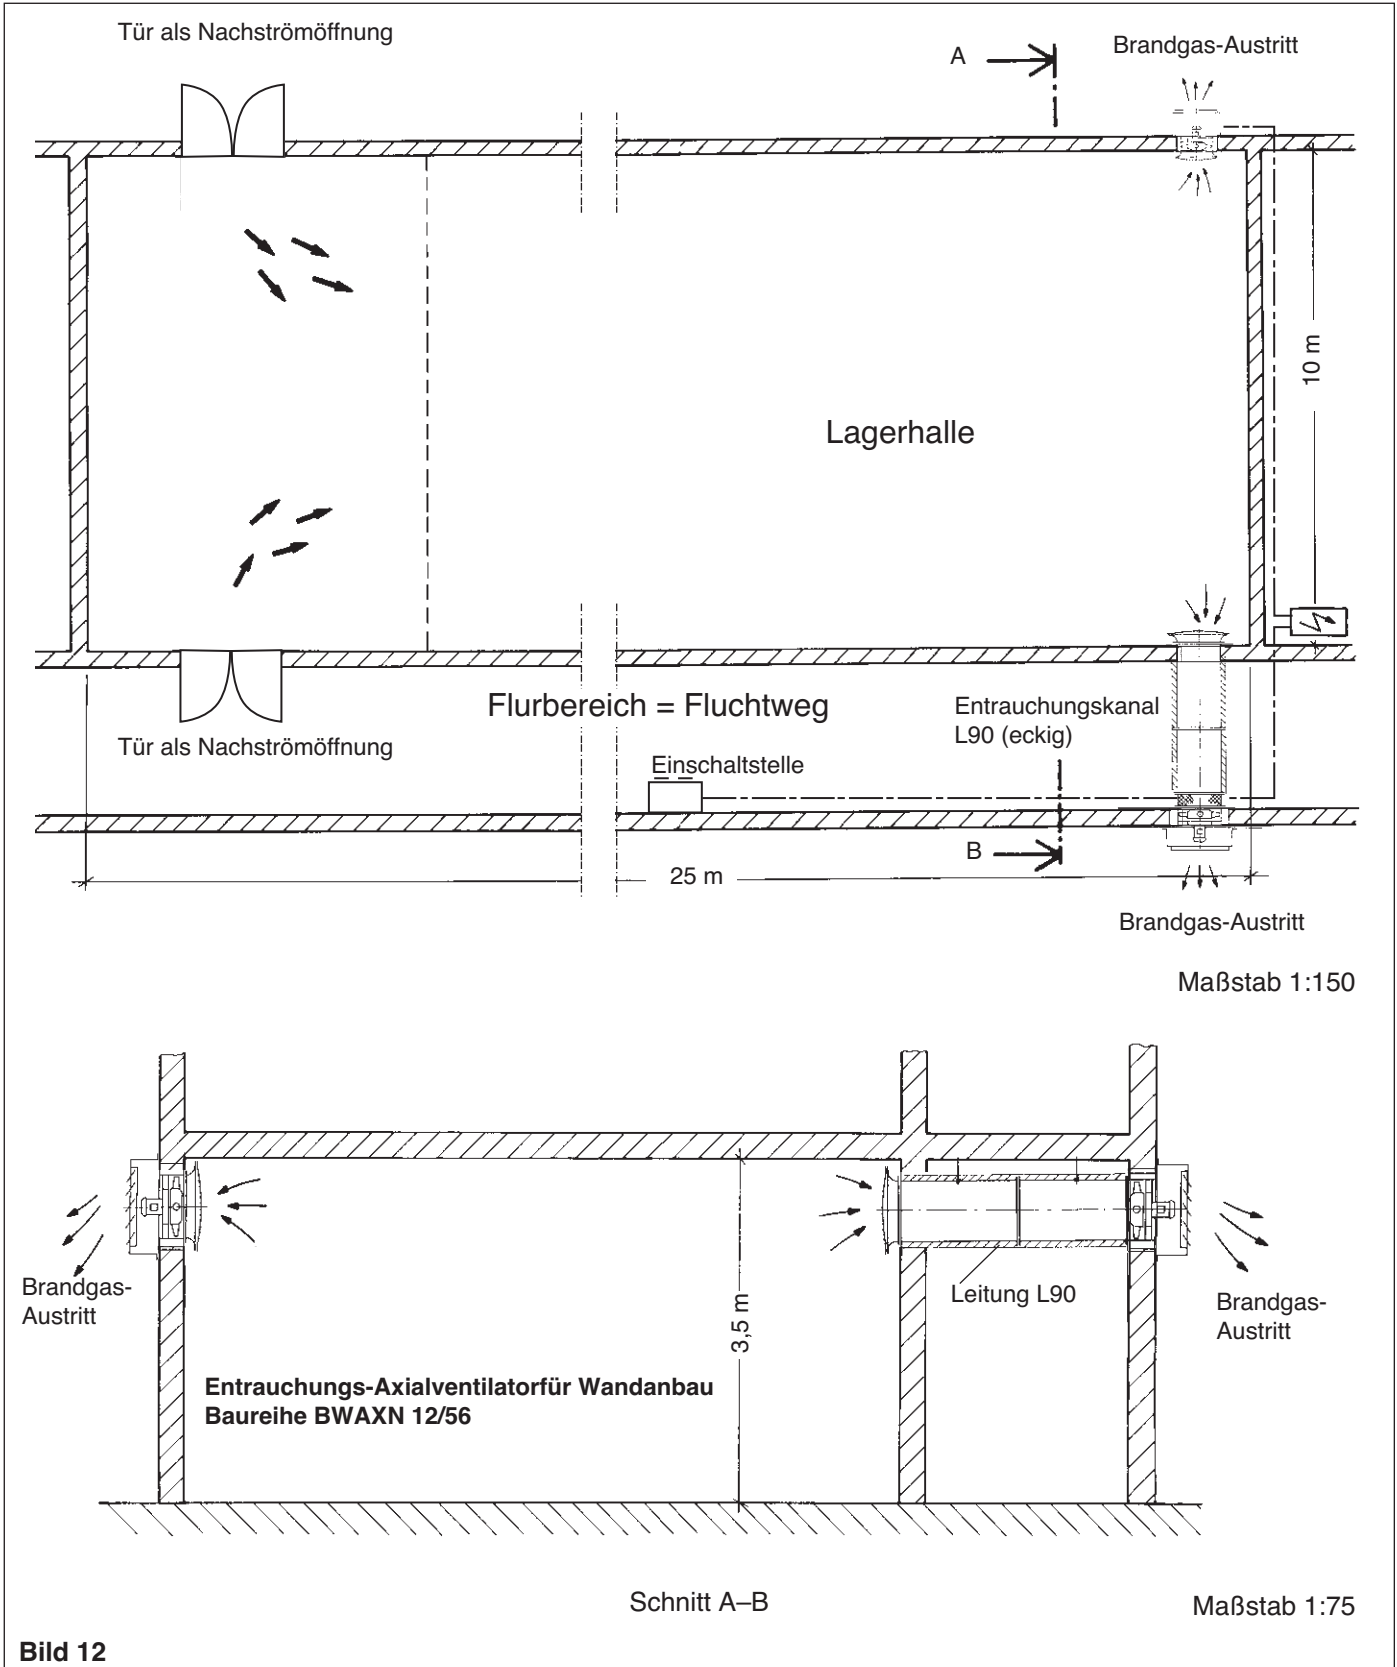 Tür als Nachströmöffnung
A
Brandgas-Austritt
10 m
Lagerhalle
Flurbereich = Fluchtweg
Entrauchungskanal
L90 (eckig)
Tür als Nachströmöffnung
Einschaltstelle
B
25 m
Brandgas-Austritt
Maßstab 1:150
Brandgas-
Austritt
3,5 m
Leitung L90
Brandgas-
Austritt
Entrauchungs-Axialventilatorfür Wandanbau
Baureihe BWAXN 12/56
Schnitt A–B
Maßstab 1:75
Bild 12